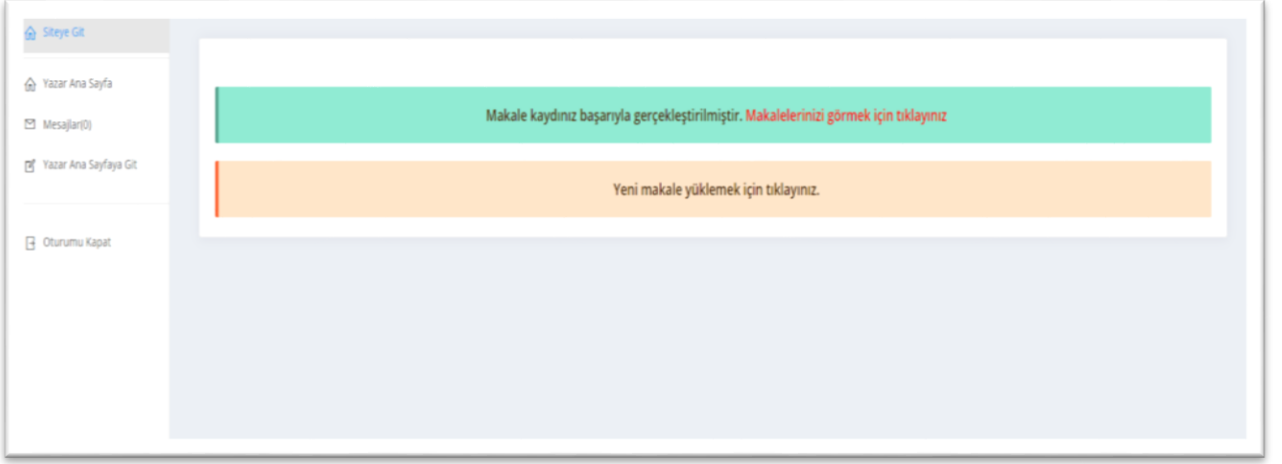 Siteye Git
Yazar Ana Sayfa
Mesajlar(0)
Yazar Ana Sayfaya Git
Oturumu Kapat
Makale kaydınız başarıyla gerçekleştirilmiştir. Makalelerinizi görmek için tıklayınız
Yeni makale yüklemek için tıklayınız.